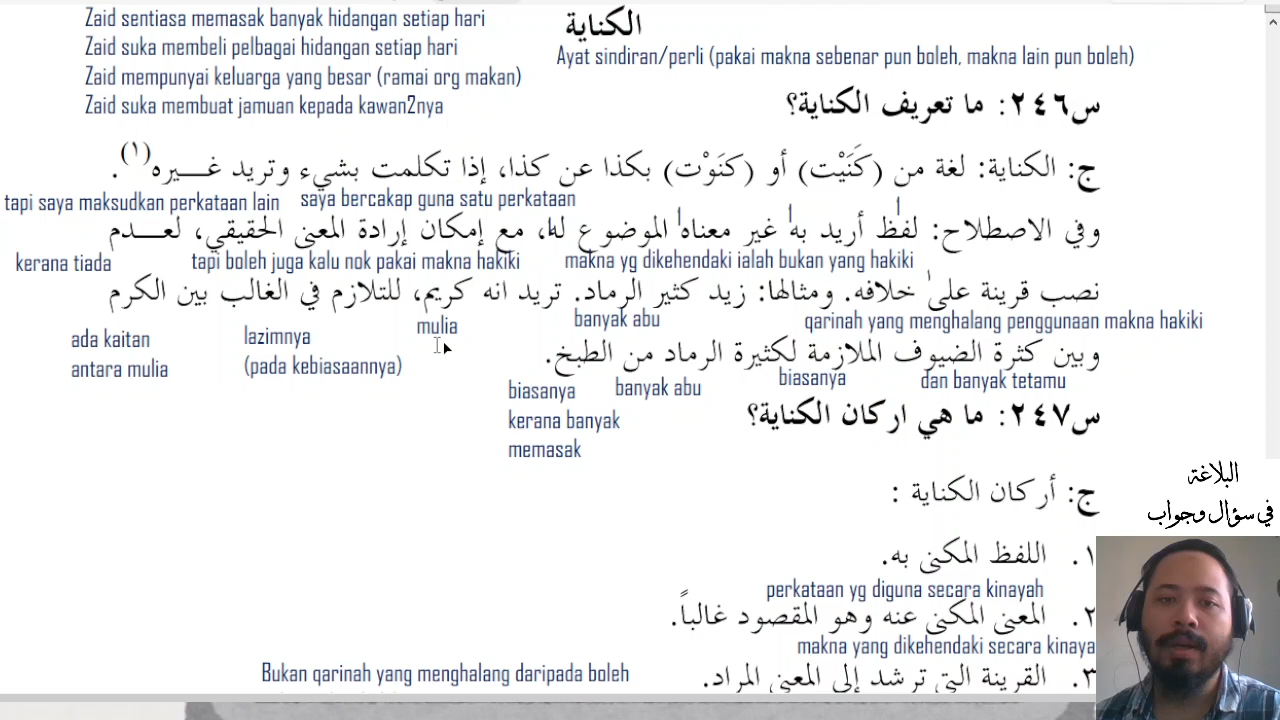 Zaid sentiasa memasak banyak hidangan setiap hari
Zaid suka membeli pelbagai hidangan setiap hari
Zaid mempunyai keluarga yang besar (ramai org makan)
Zaid suka membuat jamuan kepada kawan2nya
الكناية
Ayat sindiran/perli (pakai makna sebenar pun boleh, makna lain pun boleh)
س٢٤٦: ما تعريف الكناية؟
ج: الكناية: لغة من (كَنَيْت) أو (كنَوْت) بكذا عن كذا، إذا تكلمت بشيء وتريد غـــيره(١).
saya bercakap guna satu perkataan
tapi saya maksudkan perkataan lain
وفي الاصطلاح: لفظ أريد به غير معناه الموضوع له، مع إمكان إرادة المعنى الحقيقي، لعـــدم
makna yg dikehendaki ialah bukan yang hakiki
tapi boleh juga kalu nok pakai makna hakiki
kerana tiada
نصب قرينة على خلافه. ومثالها: زيد كثير الرماد. تريد انه كريم، للتلازم في الغالب بين الكرم
qarinah yang menghalang penggunaan makna hakiki
banyak abu
mulia
lazimnya
(pada kebiasaannya)
ada kaitan
antara mulia
وبين كثرة الضيوف الملازمة لكثيرة الرماد من الطبخ.
dan banyak tetamu
biasanya
banyak abu
biasanya
kerana banyak
memasak
س٢٤٧: ما هي اركان الكناية؟
ج: أركان الكناية :
١. اللفظ المكنى به.
perkataan yg diguna secara kinayah
٢. المعنى المكنى عنه وهو المقصود غالباً.
makna yang dikehendaki secara kinaya
٣. القرينة التي ترشد إلى المعنى المراد.
Bukan qarinah yang menghalang daripada boleh
البلاغة
في سؤال وجواب